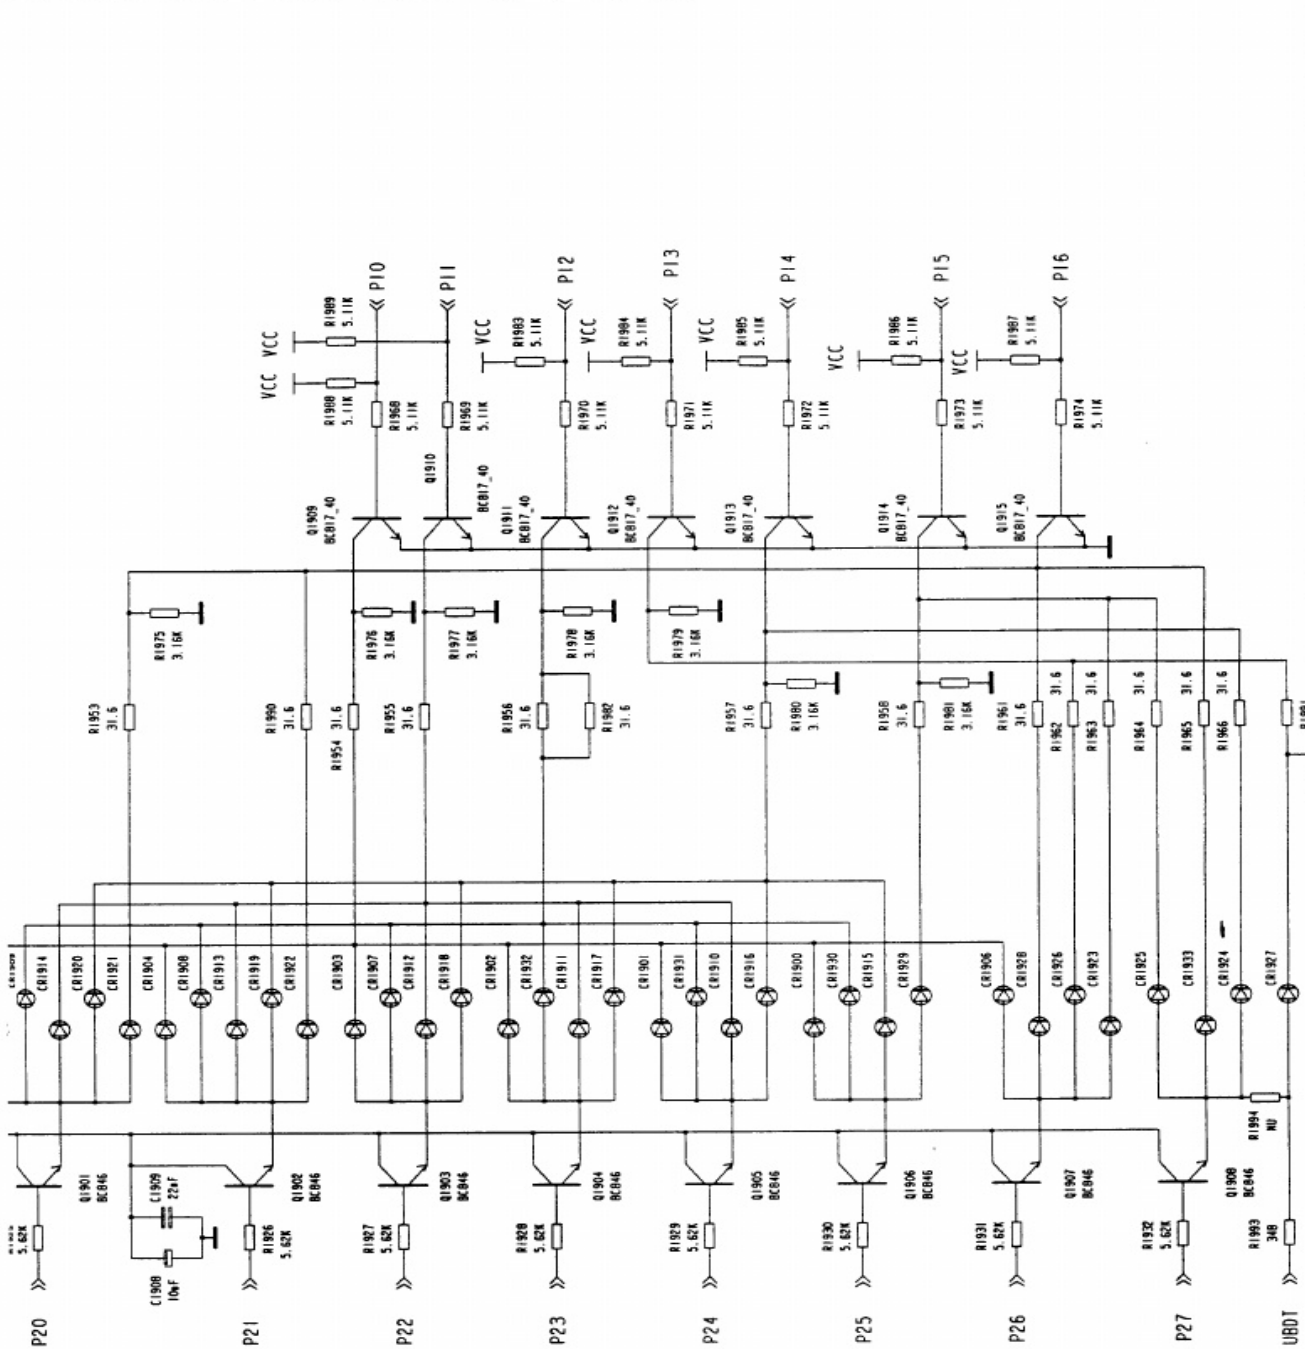 P10
P11
P12
P13
P14
P15
P16
R1989
5.11K
VCC
VCC
R1988
5.11K
R1968
5.11K
R1969
5.11K
VCC
R1983
5.11K
R1970
5.11K
VCC
R1984
5.11K
R1971
5.11K
VCC
R1985
5.11K
R1972
5.11K
VCC
R1986
5.11K
R1973
5.11K
VCC
R1987
5.11K
R1974
5.11K
Q1909
BC817_40
Q1910
BC817_40
Q1911
BC817_40
Q1912
BC817_40
Q1913
BC817_40
Q1914
BC817_40
Q1915
BC817_40
R1975
3.16K
R1976
3.16K
R1977
3.16K
R1978
3.16K
R1979
3.16K
R1980
3.16K
R1981
3.16K
R1953
31.6
R1990
31.6
R1954
31.6
R1955
31.6
R1956
31.6
R1982
31.6
R1957
31.6
R1958
31.6
R1961
31.6
R1962
31.6
R1963
31.6
R1964
31.6
R1965
31.6
R1966
31.6
CR1914
CR1920
CR1921
CR1904
CR1908
CR1913
CR1919
CR1922
CR1903
CR1907
CR1912
CR1918
CR1902
CR1932
CR1911
CR1917
CR1901
CR1931
CR1910
CR1916
CR1900
CR1930
CR1915
CR1929
CR1906
CR1928
CR1926
CR1923
CR1925
CR1933
CR1924
CR1927
R1994
NU
Q1901
BC846
C1909
22nF
Q1902
BC846
Q1903
BC846
Q1904
BC846
Q1905
BC846
Q1906
BC846
Q1907
BC846
Q1908
BC846
5.62K
C1908
R1926
5.62K
R1927
5.62K
R1928
5.62K
R1929
5.62K
R1930
5.62K
R1931
5.62K
R1932
5.62K
R1993
348
P20
P21
P22
P23
P24
P25
P26
P27
UBDT